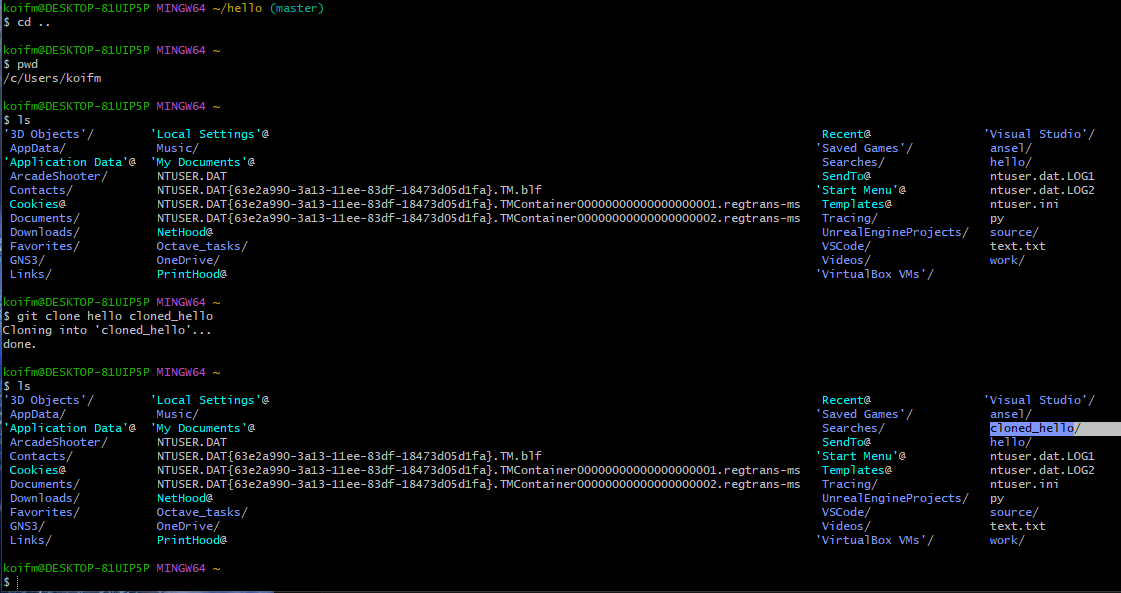 koifm@DESKTOP-81UIP5P MINGW64 ~/hello (master)
$ cd ..
koifm@DESKTOP-81UIP5P MINGW64 ~
$ pwd
/c/Users/koifm
koifm@DESKTOP-81UIP5P MINGW64 ~
$ ls
'3D Objects'/ 'Local Settings'@ Recent@ 'Visual Studio'/
AppData/ Music/ 'Saved Games'/ ansel/
'Application Data'@ 'My Documents'@ Searches/ hello/
ArcadeShooter/ NTUSER.DAT SendTo@ ntuser.dat.LOG1
Contacts/ NTUSER.DAT{63e2a990-3a13-11ee-83df-18473d05d1fa}.TM.blf 'Start Menu'@ ntuser.dat.LOG2
Cookies@ NTUSER.DAT{63e2a990-3a13-11ee-83df-18473d05d1fa}.TMContainer00000000000000000001.regtrans-ms Templates@ ntuser.ini
Documents/ NTUSER.DAT{63e2a990-3a13-11ee-83df-18473d05d1fa}.TMContainer00000000000000000002.regtrans-ms Tracing/ py
Downloads/ NetHood@ UnrealEngineProjects/ source/
Favorites/ Octave_tasks/ VSCode/ text.txt
GNS3/ OneDrive/ Videos/ work/
Links/ PrintHood@ 'VirtualBox VMs'/
koifm@DESKTOP-81UIP5P MINGW64 ~
$ git clone hello cloned_hello
Cloning into 'cloned_hello'...
done.
koifm@DESKTOP-81UIP5P MINGW64 ~
$ ls
'3D Objects'/ 'Local Settings'@ Recent@ 'Visual Studio'/
AppData/ Music/ 'Saved Games'/ ansel/
'Application Data'@ 'My Documents'@ Searches/ cloned_hello/
ArcadeShooter/ NTUSER.DAT SendTo@ hello/
Contacts/ NTUSER.DAT{63e2a990-3a13-11ee-83df-18473d05d1fa}.TM.blf 'Start Menu'@ ntuser.dat.LOG1
Cookies@ NTUSER.DAT{63e2a990-3a13-11ee-83df-18473d05d1fa}.TMContainer00000000000000000001.regtrans-ms Templates@ ntuser.dat.LOG2
Documents/ NTUSER.DAT{63e2a990-3a13-11ee-83df-18473d05d1fa}.TMContainer00000000000000000002.regtrans-ms Tracing/ ntuser.ini
Downloads/ NetHood@ UnrealEngineProjects/ py
Favorites/ Octave_tasks/ VSCode/ source/
GNS3/ OneDrive/ Videos/ text.txt
Links/ PrintHood@ 'VirtualBox VMs'/ work/
koifm@DESKTOP-81UIP5P MINGW64 ~
$